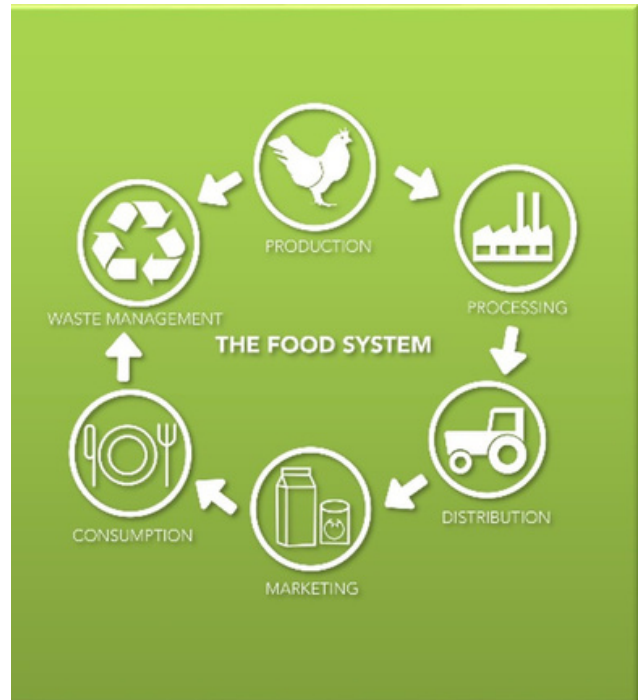 PRODUCTION
PROCESSING
WASTE MANAGEMENT
THE FOOD SYSTEM
DISTRIBUTION
CONSUMPTION
MARKETING